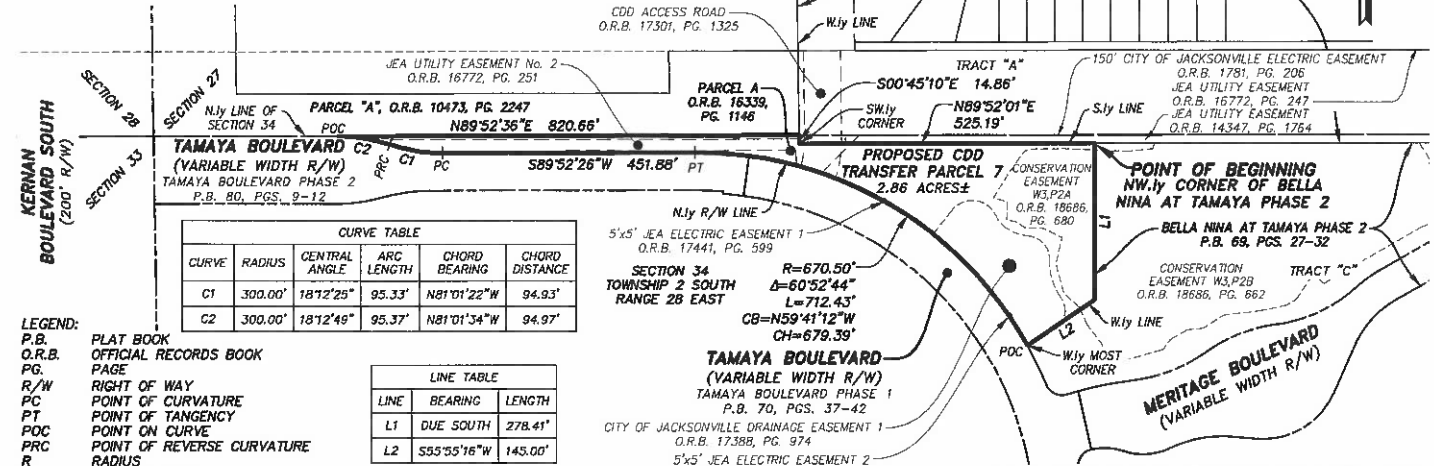 CDD ACCESS ROAD
O.R.B. 17301, PG. 1325
W.ly LINE
JEA UTILITY EASEMENT No. 2
O.R.B. 16772, PG. 251
TRACT "A"
150' CITY OF JACKSONVILLE ELECTRIC EASEMENT
O.R.B. 1781, PG. 206
JEA UTILITY EASEMENT
O.R.B. 16772, PG. 247
JEA UTILITY EASEMENT
O.R.B. 14347, PG. 1764
SECTION 28
SECTION 27
SECTION 33
N.ly LINE OF
SECTION 34
PARCEL "A", O.R.B. 10473, PG. 2247
PARCEL A
O.R.B. 16339,
PG. 1146
S00°45'10"E 14.86'
SW.ly
CORNER
N89°52'01"E
525.19'
S.ly LINE
POC
N89°52'36"E 820.66'
C2
PRC
C1
PC
S89°52'26"W 451.88'
PT
KERNAN
BOULEVARD SOUTH
(200' R/W)
TAMAYA BOULEVARD
(VARIABLE WIDTH R/W)
TAMAYA BOULEVARD PHASE 2
P.B. 80, PGS. 9-12
PROPOSED CDD
TRANSFER PARCEL 7
2.86 ACRES±
CONSERVATION
EASEMENT
W3,P2A
O.R.B. 18686,
PG. 680
POINT OF BEGINNING
NW.ly CORNER OF BELLA
NINA AT TAMAYA PHASE 2
L1
BELLA NINA AT TAMAYA PHASE 2
P.B. 69, PGS. 27-32
N.ly R/W LINE
5'x5' JEA ELECTRIC EASEMENT 1
O.R.B. 17441, PG. 599
CONSERVATION
EASEMENT W3,P2B
O.R.B. 18686, PG. 662
TRACT "C"
SECTION 34
TOWNSHIP 2 SOUTH
RANGE 28 EAST
R=670.50'
Δ=60°52'44"
L=712.43'
CB=N59°41'12"W
CH=679.39'
W.ly LINE
L2
POC
W.ly MOST
CORNER
MERITAGE BOULEVARD
(VARIABLE WIDTH R/W)
TAMAYA BOULEVARD
(VARIABLE WIDTH R/W)
TAMAYA BOULEVARD PHASE 1
P.B. 70, PGS. 37-42
CITY OF JACKSONVILLE DRAINAGE EASEMENT 1
O.R.B. 17388, PG. 974
5'x5' JEA ELECTRIC EASEMENT 2
CURVE TABLE
CURVE RADIUS CENTRAL ANGLE ARC LENGTH CHORD BEARING CHORD DISTANCE
C1 300.00' 18°12'25" 95.33' N81°01'22"W 94.93'
C2 300.00' 18°12'49" 95.37' N81°01'34"W 94.97'
LEGEND:
P.B. PLAT BOOK
O.R.B. OFFICIAL RECORDS BOOK
PG. PAGE
R/W RIGHT OF WAY
PC POINT OF CURVATURE
PT POINT OF TANGENCY
POC POINT ON CURVE
PRC POINT OF REVERSE CURVATURE
R RADIUS
LINE TABLE
LINE BEARING LENGTH
L1 DUE SOUTH 278.41'
L2 S55°55'16"W 145.00'